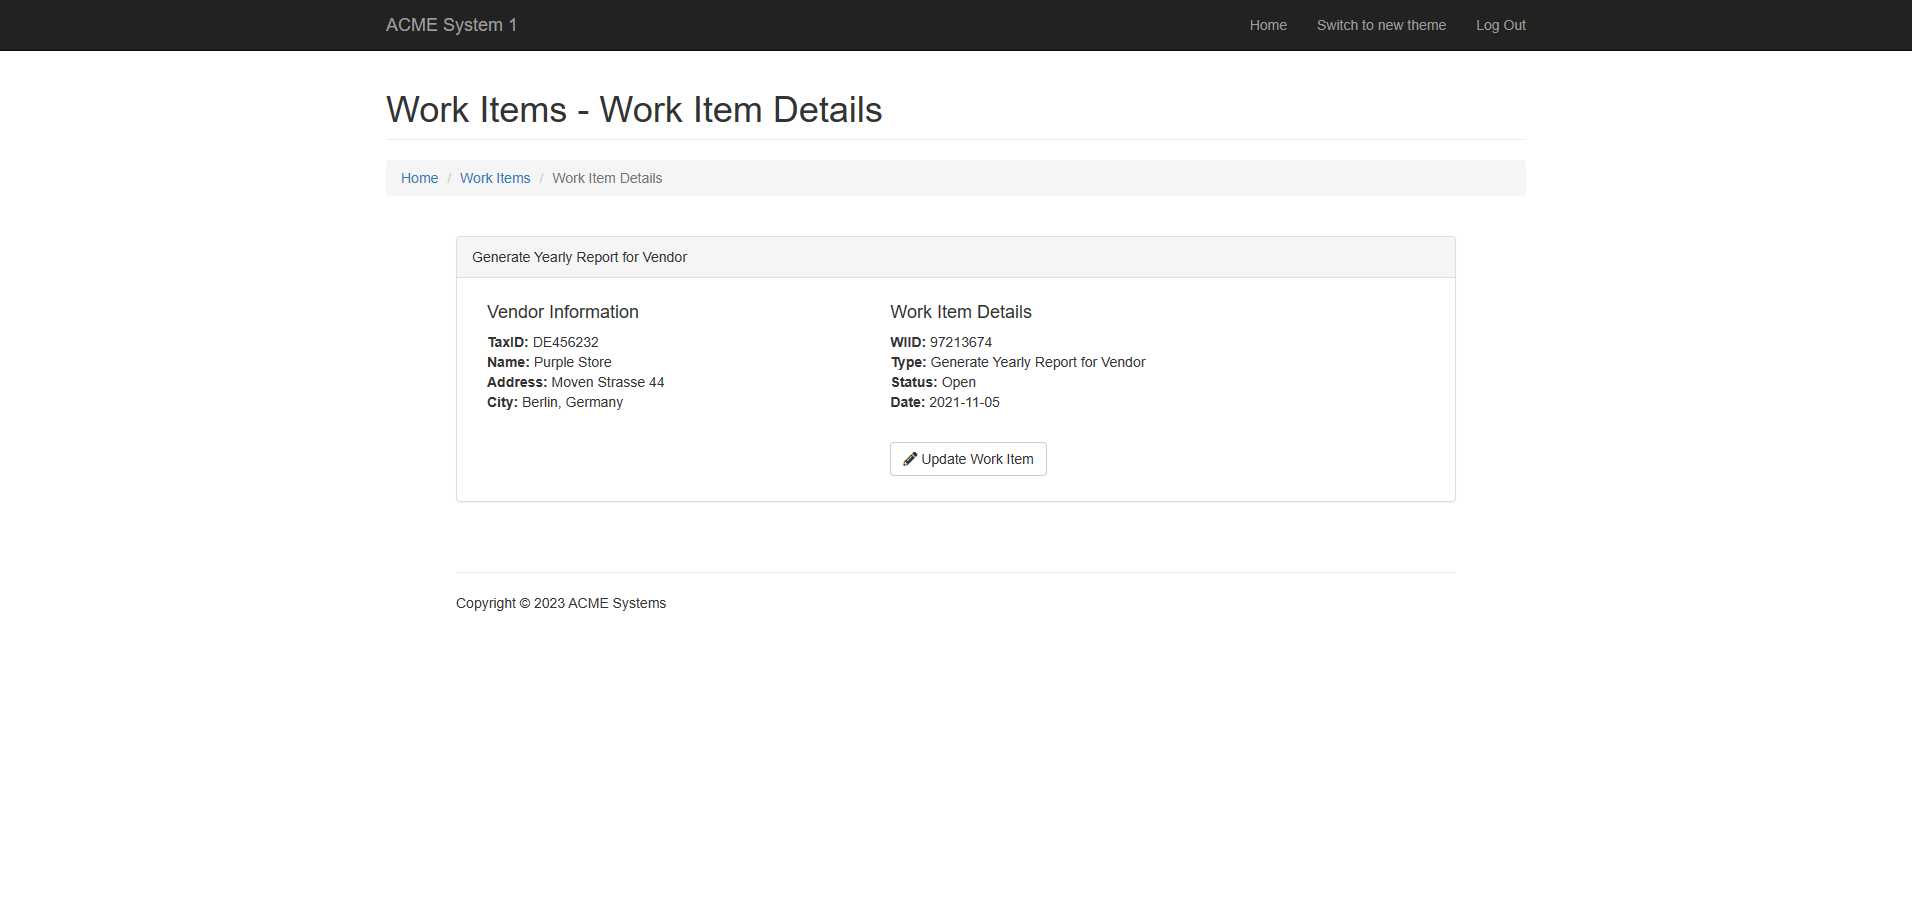 ACME System 1
Home
Switch to new theme
Log Out
Work Items - Work Item Details
Home / Work Items / Work Item Details
Generate Yearly Report for Vendor
Vendor Information
TaxID: DE456232
Name: Purple Store
Address: Moven Strasse 44
City: Berlin, Germany
Work Item Details
WIID: 97213674
Type: Generate Yearly Report for Vendor
Status: Open
Date: 2021-11-05
Update Work Item
Copyright © 2023 ACME Systems